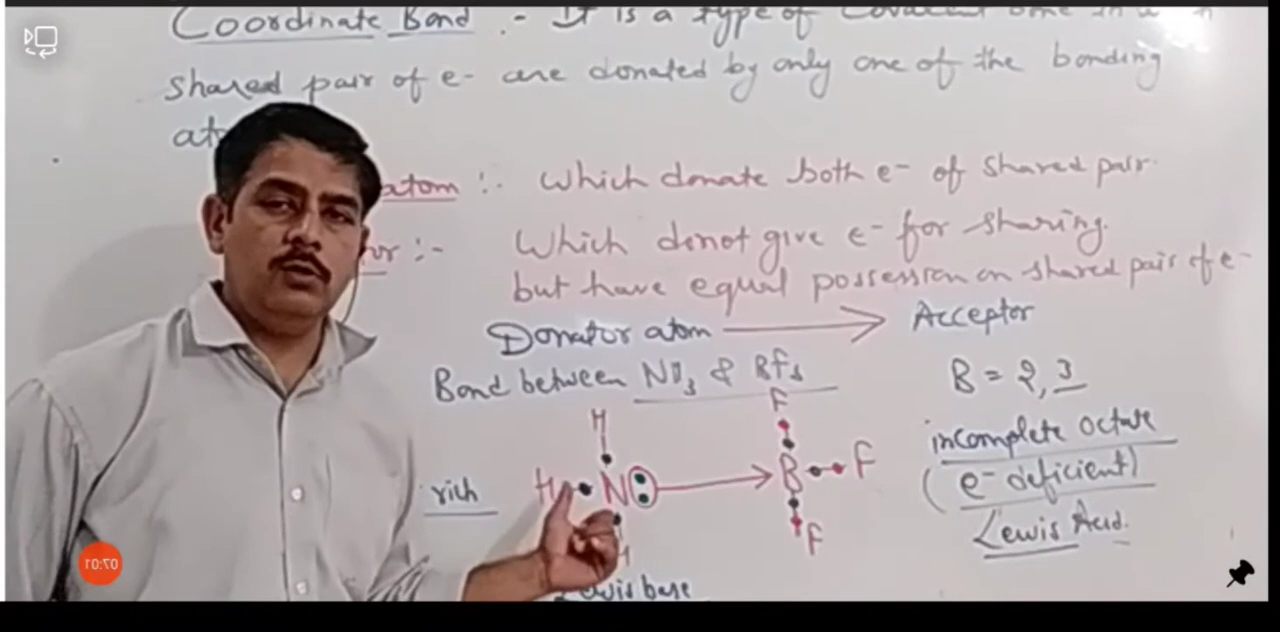 Coordinate Bond :- It is a type of Covalent
shared pair of e- are donated by only one of the bonding
atom :- Which donate both e- of shared pair.
:- Which donot give e- for sharing.
but have equal possession on shared pair of e-
Donator atom → Acceptor
Bond between NH3 & BF3
B = 2, 3
F
H
incomplete octate
rich H N → B F
(e- deficient)
F
Lewis Acid.
H
Lewis base
07:01